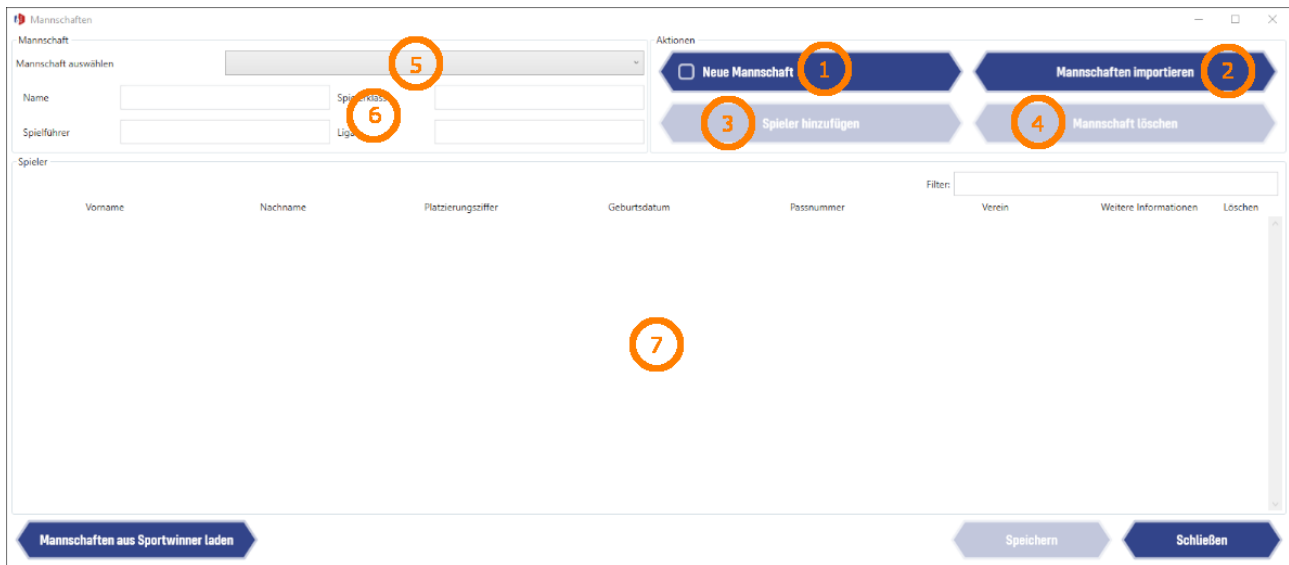 Mannschaften
Mannschaft
Mannschaft auswählen
5
Name
Spielführer
6
Aktionen
Neue Mannschaft 1
Mannschaften importieren 2
3 Spieler hinzufügen
4 Mannschaft löschen
Spieler
Filter:
Vorname Nachname Platzierungsziffer Geburtsdatum Passnummer Verein Weitere Informationen Löschen
7
Mannschaften aus Sportwinner laden
Speichern
Schließen